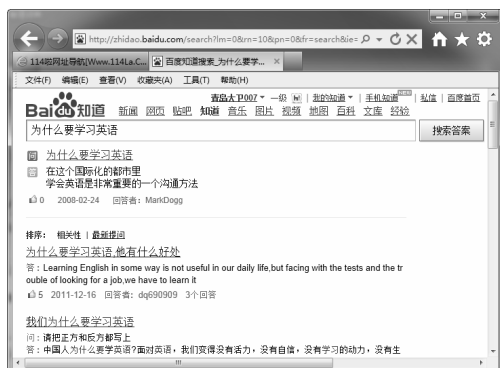 http://zhidao.baidu.com/search?lm=0&rn=10&pn=0&fr=search&ie=
114啦网址导航[Www.114La.C... 百度知道搜索_为什么要学...
文件(F) 编辑(E) 查看(V) 收藏夹(A) 工具(T) 帮助(H)
青岛大卫007 一级 | 我的知道 | 手机知道 | 私信 | 百度首页
Bai du 知道 新闻 网页 贴吧 知道 音乐 图片 视频 地图 百科 文库 经验
为什么要学习英语 搜索答案
问 为什么要学习英语
在这个国际化的都市里
学会英语是非常重要的一个沟通方法
0 2008-02-24 回答者: MarkDogg
排序: 相关性 | 最新提问
为什么要学习英语,他有什么好处
答: Learning English in some way is not useful in our daily life,but facing with the tests and the tr
ouble of looking for a job,we have to learn it
5 2011-12-16 回答者: dq690909 3个回答
我们为什么要学习英语
问: 请把正方和反方都写上
答: 中国人为什么要学英语?面对英语，我们变得没有活力，没有自信，没有学习的动力，没有生